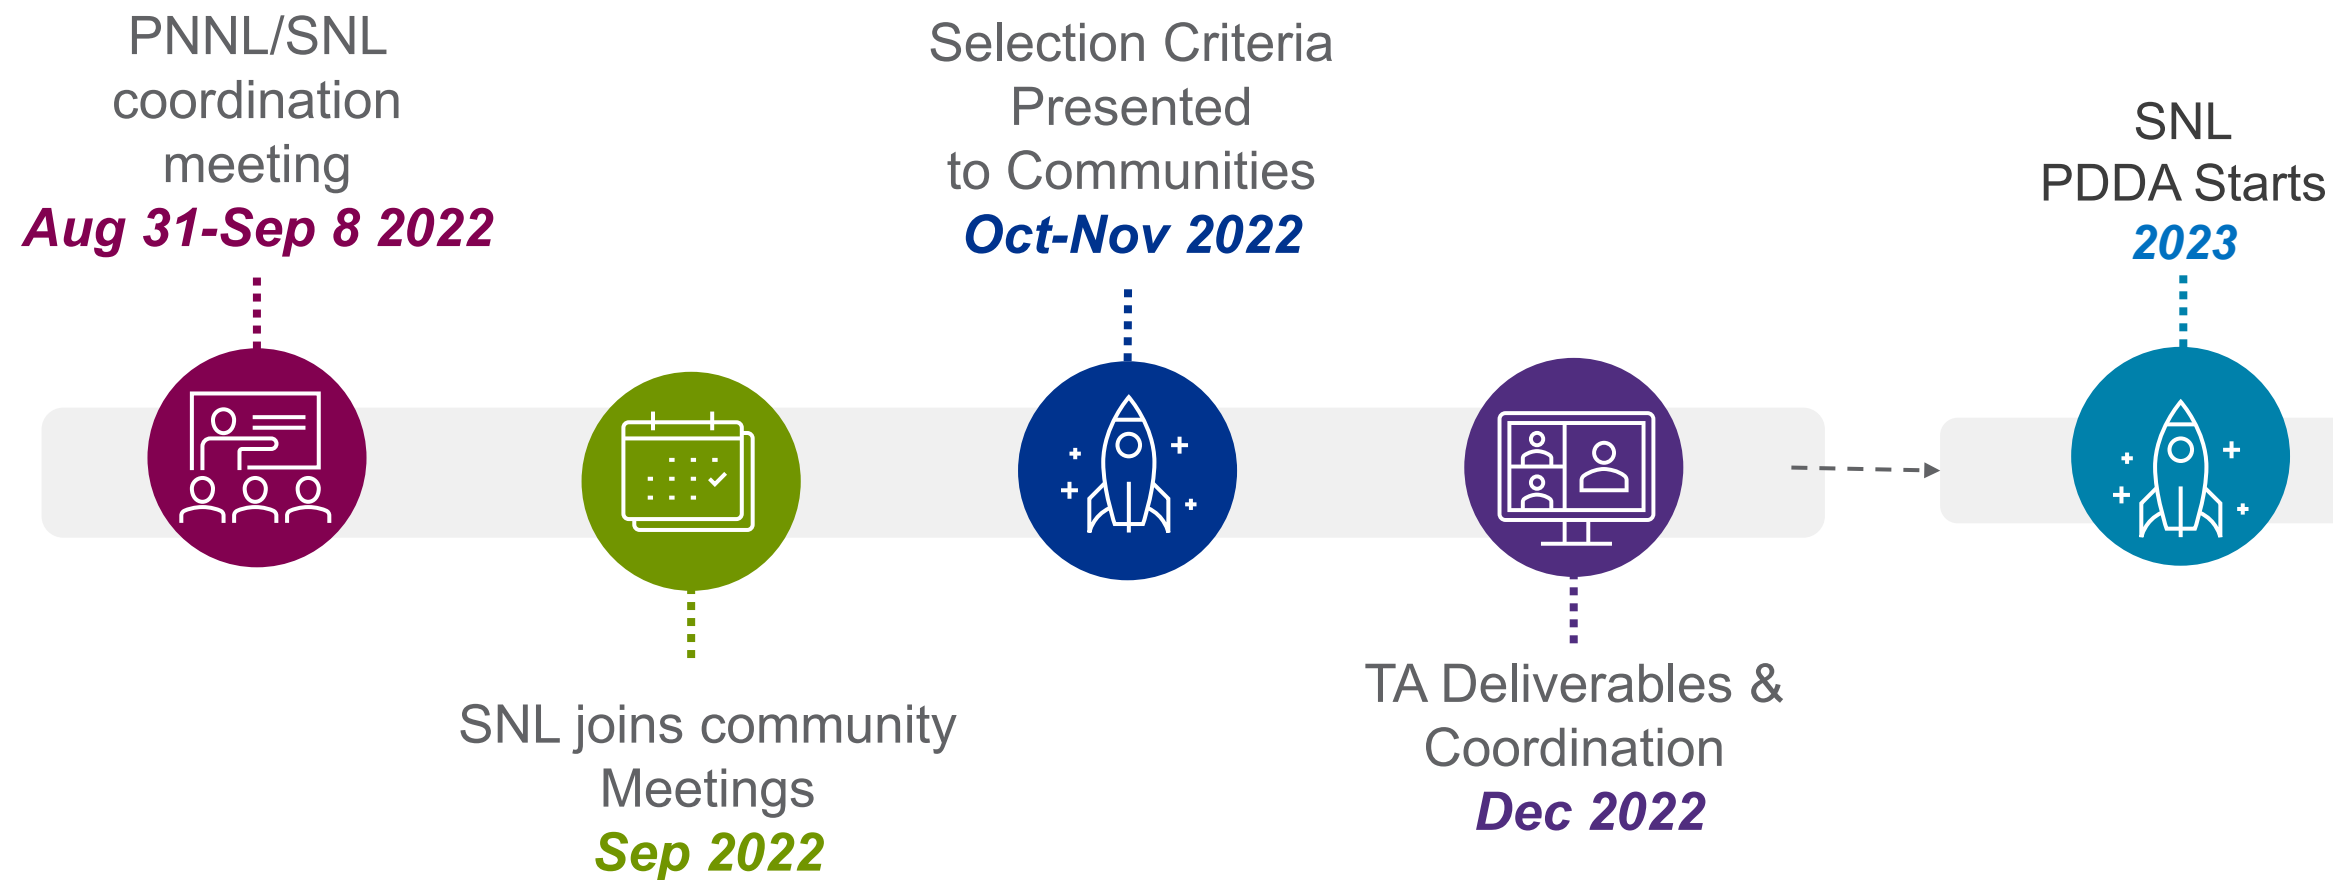 PNNL/SNL
coordination
meeting
Aug 31-Sep 8 2022
SNL joins community
Meetings
Sep 2022
Selection Criteria
Presented
to Communities
Oct-Nov 2022
TA Deliverables &
Coordination
Dec 2022
SNL
PDDA Starts
2023